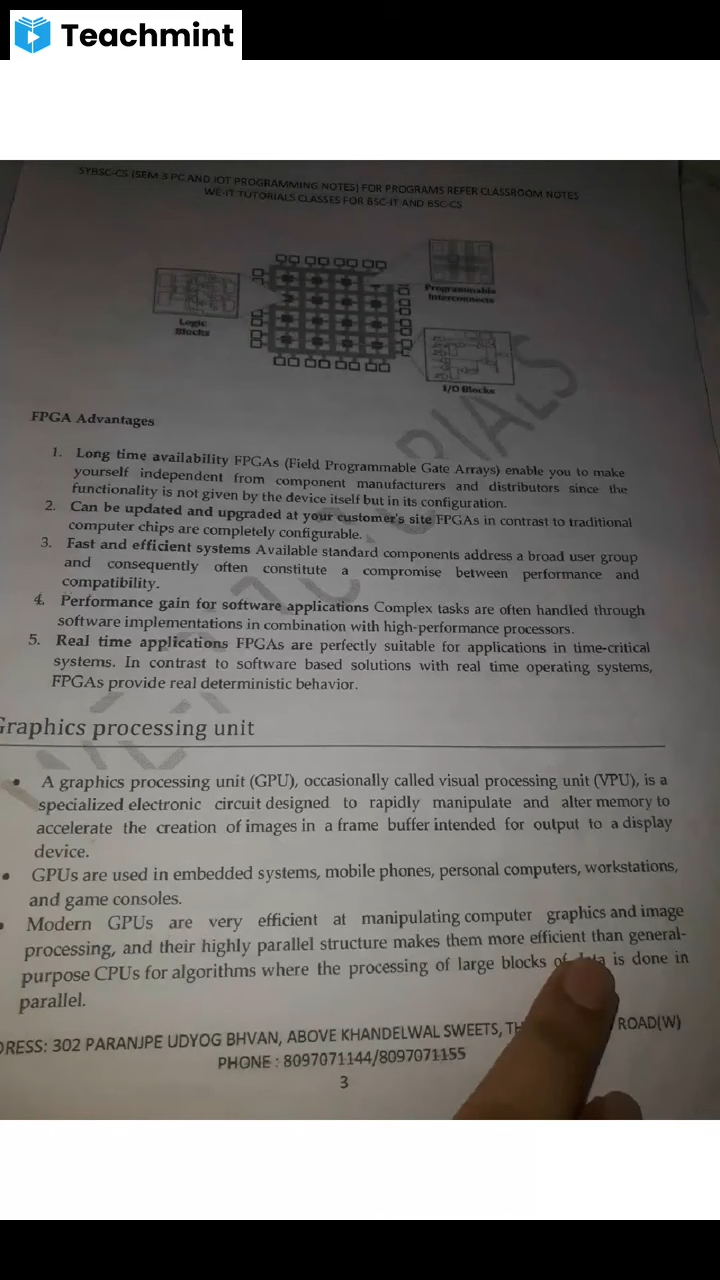 Teachmint
SYBSC-CS (SEM 3 PC AND IOT PROGRAMMING NOTES) FOR PROGRAMS REFER CLASSROOM NOTES
WE-IT TUTORIALS CLASSES FOR BSC-IT AND BSC-CS
Programmable
Interconnects
Logic
Blocks
I/O Blocks
FPGA Advantages
1. Long time availability FPGAs (Field Programmable Gate Arrays) enable you to make
yourself independent from component manufacturers and distributors since the
functionality is not given by the device itself but in its configuration.
2. Can be updated and upgraded at your customer's site FPGAs in contrast to traditional
computer chips are completely configurable.
3. Fast and efficient systems Available standard components address a broad user group
and consequently often constitute a compromise between performance and
compatibility.
4. Performance gain for software applications Complex tasks are often handled through
software implementations in combination with high-performance processors.
5. Real time applications FPGAs are perfectly suitable for applications in time-critical
systems. In contrast to software based solutions with real time operating systems,
FPGAs provide real deterministic behavior.
Graphics processing unit
• A graphics processing unit (GPU), occasionally called visual processing unit (VPU), is a
specialized electronic circuit designed to rapidly manipulate and alter memory to
accelerate the creation of images in a frame buffer intended for output to a display
device.
• GPUs are used in embedded systems, mobile phones, personal computers, workstations,
and game consoles.
• Modern GPUs are very efficient at manipulating computer graphics and image
processing, and their highly parallel structure makes them more efficient than general-
purpose CPUs for algorithms where the processing of large blocks of data is done in
parallel.
DRESS: 302 PARANJPE UDYOG BHVAN, ABOVE KHANDELWAL SWEETS, ROAD(W)
PHONE : 8097071144/8097071155
3